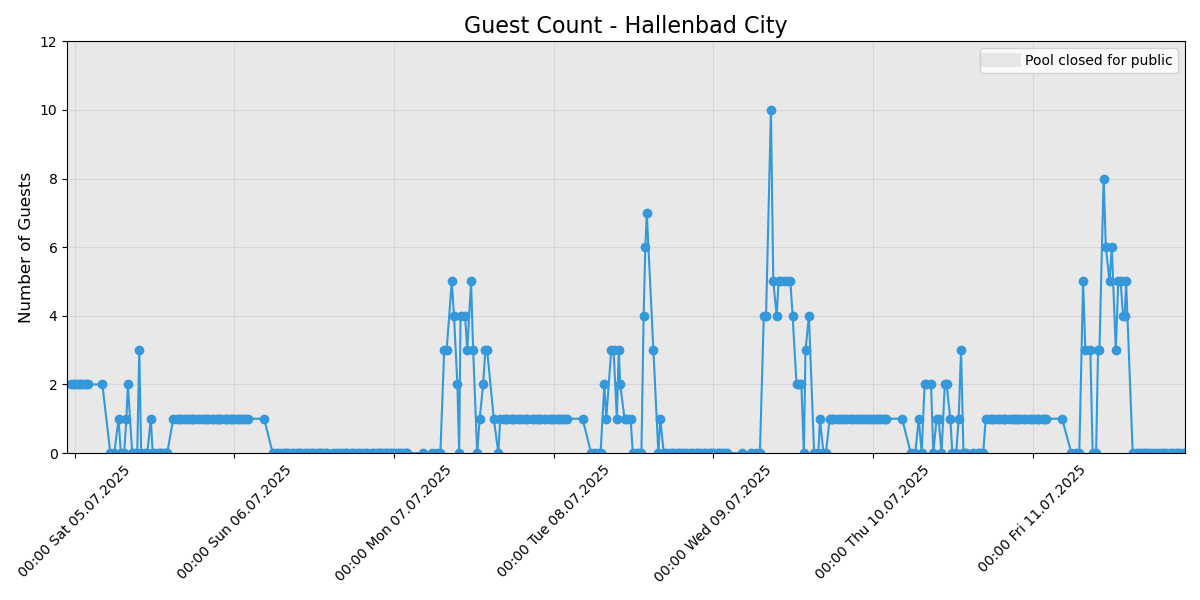 Guest Count - Hallenbad City
Pool closed for public
Number of Guests
12
10
8
6
4
2
0
00:00 Sat 05.07.2025
00:00 Sun 06.07.2025
00:00 Mon 07.07.2025
00:00 Tue 08.07.2025
00:00 Wed 09.07.2025
00:00 Thu 10.07.2025
00:00 Fri 11.07.2025